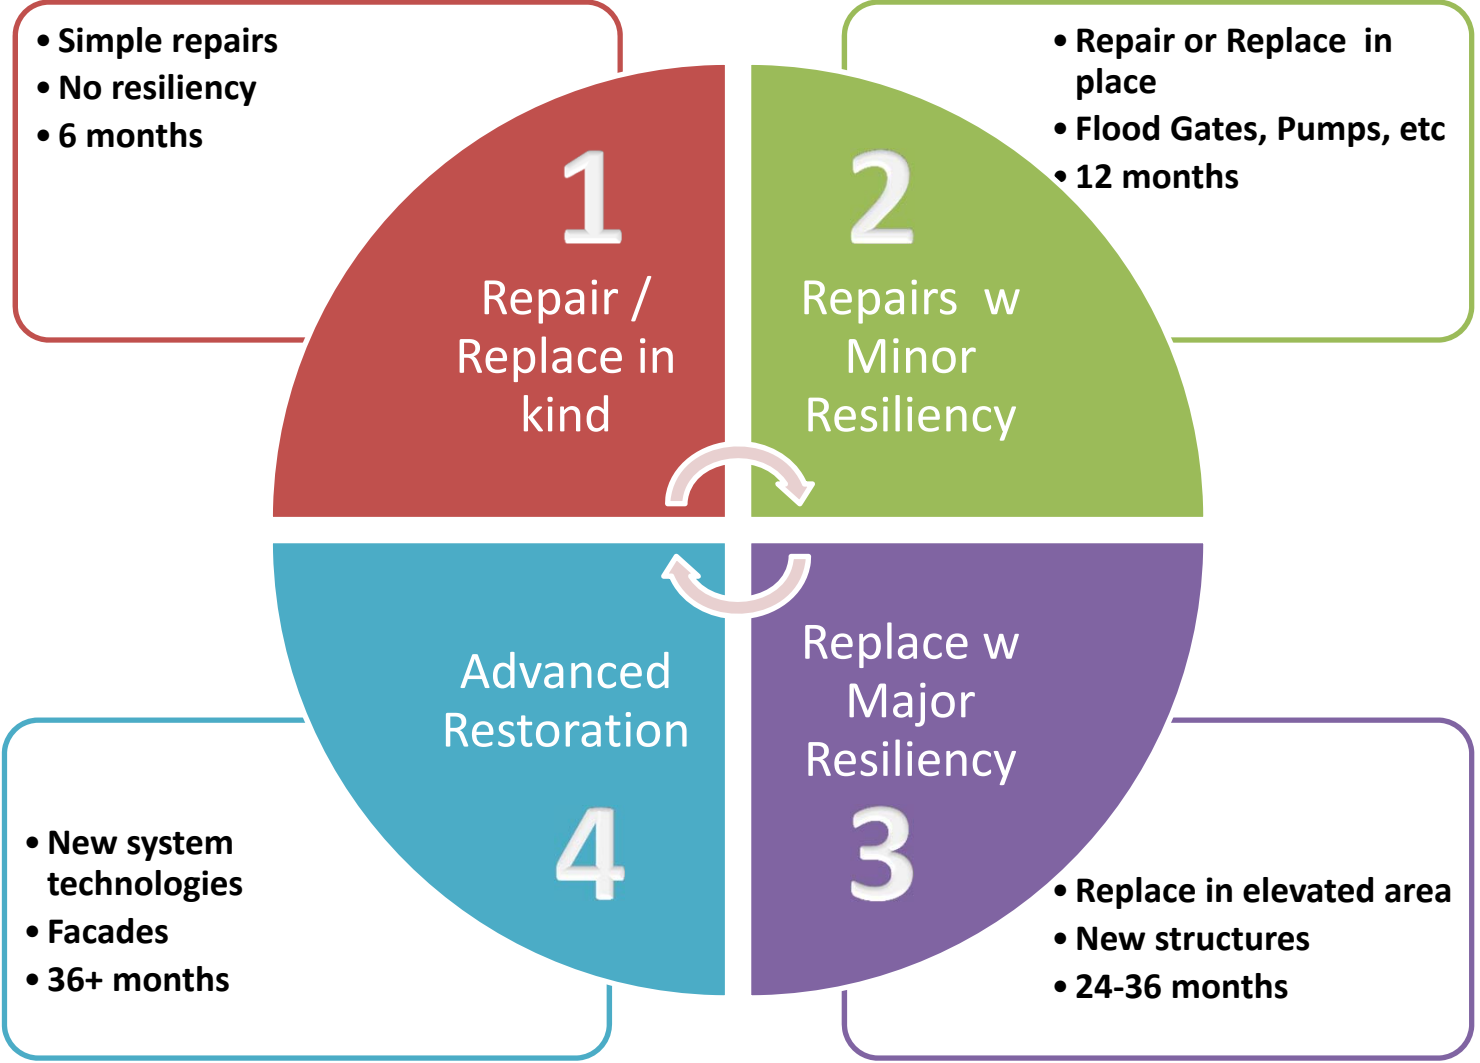 • Simple repairs
• No resiliency
• 6 months
1
Repair /
Replace in
kind
• Repair or Replace  in
place
• Flood Gates, Pumps, etc
• 12 months
2
Repairs  w
Minor
Resiliency
Replace w
Major
Resiliency
3
• Replace in elevated area
• New structures
• 24-36 months
Advanced
Restoration
4
• New system
technologies
• Facades
• 36+ months